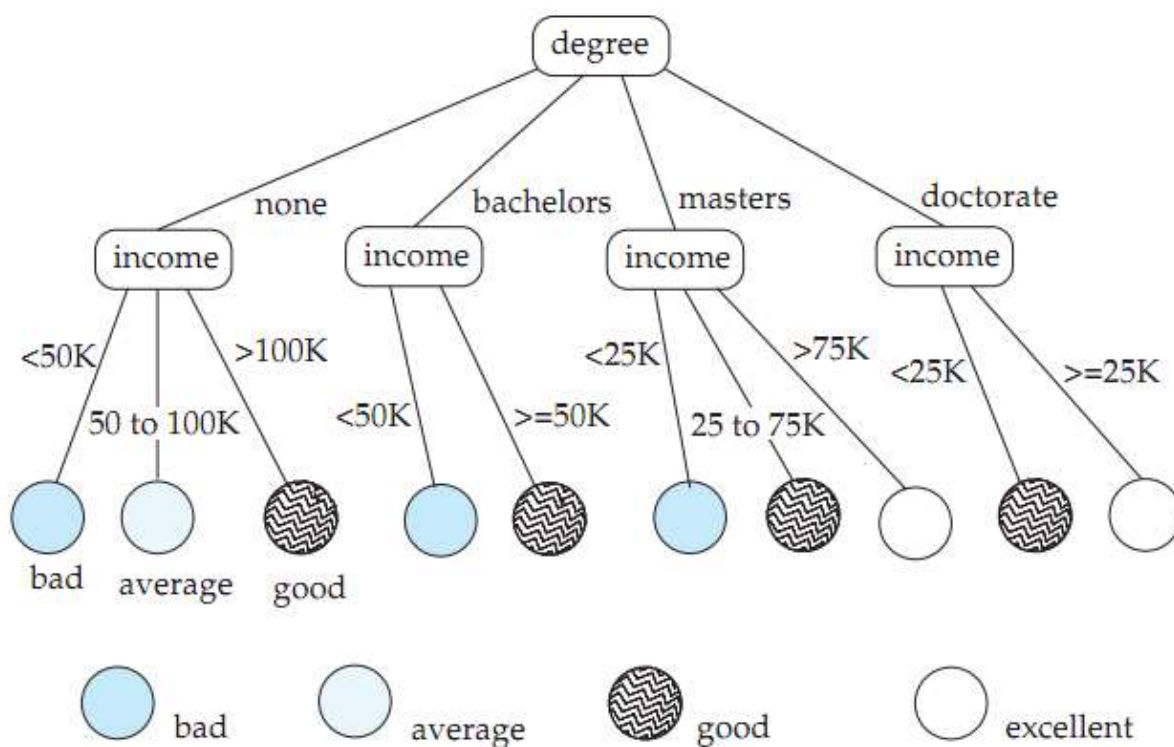 degree
none bachelors masters doctorate
income income income income
<50K >100K <25K >75K <25K >=25K
50 to 100K <50K >=50K 25 to 75K
bad average good
bad average good excellent